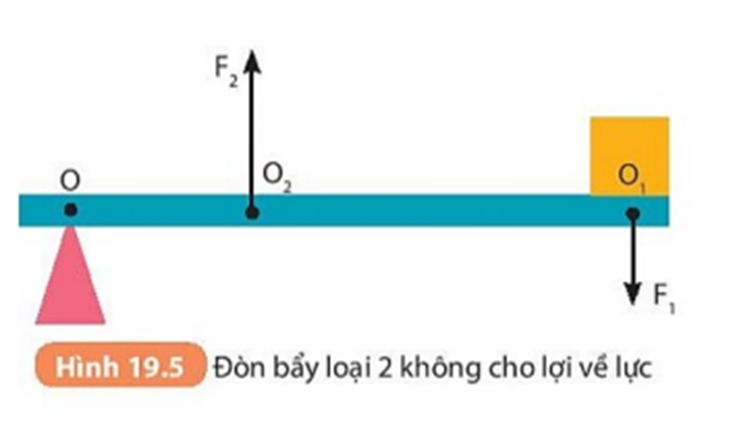 F₂
O
O₂
O₁
F₁
Hình 19.5 Đòn bẩy loại 2 không cho lợi về lực